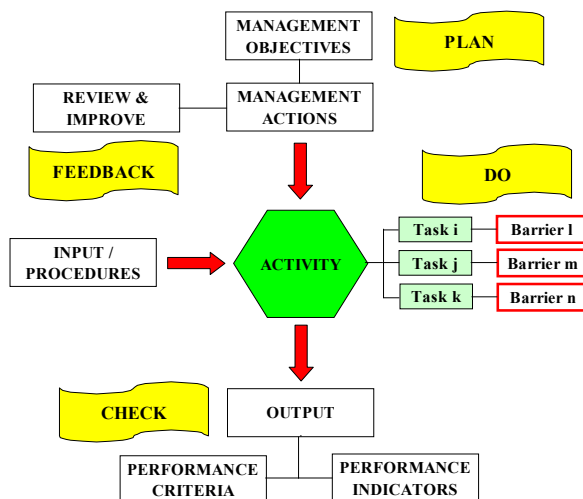 MANAGEMENT
OBJECTIVES
PLAN
REVIEW &
IMPROVE
MANAGEMENT
ACTIONS
FEEDBACK
DO
INPUT /
PROCEDURES
ACTIVITY
Task i
Barrier l
Task j
Barrier m
Task k
Barrier n
CHECK
OUTPUT
PERFORMANCE
CRITERIA
PERFORMANCE
INDICATORS